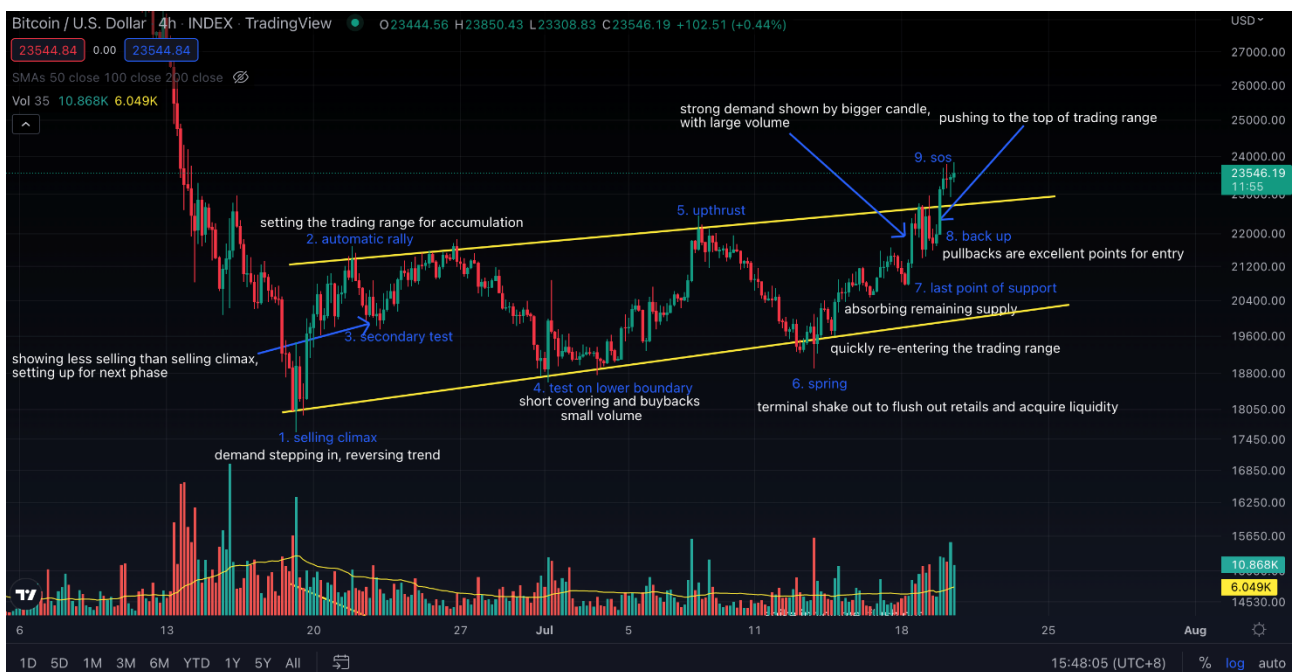 Bitcoin / U.S. Dollar · 4h · INDEX · TradingView O23444.56 H23850.43 L23308.83 C23546.19 +102.51 (+0.44%)
USD
23544.84 0.00 23544.84
27000.00
SMAs 50 close 100 close 200 close
26000.00
Vol 35 10.868K 6.049K
strong demand shown by bigger candle,
with large volume
pushing to the top of trading range
25000.00
9. sos
24000.00
23546.19
11:55
23000.00
5. upthrust
setting the trading range for accumulation
2. automatic rally
8. back up
22000.00
pullbacks are excellent points for entry
21200.00
7. last point of support
20400.00
absorbing remaining supply
3. secondary test
19600.00
quickly re-entering the trading range
showing less selling than selling climax,
setting up for next phase
18800.00
4. test on lower boundary
6. spring
short covering and buybacks
small volume
terminal shake out to flush out retails and acquire liquidity
18050.00
1. selling climax
17450.00
demand stepping in, reversing trend
16850.00
16250.00
15650.00
10.868K
6.049K
14530.00
6 13 20 27 Jul 5 11 18 25 Aug
1D 5D 1M 3M 6M YTD 1Y 5Y All 15:48:05 (UTC+8) % log auto